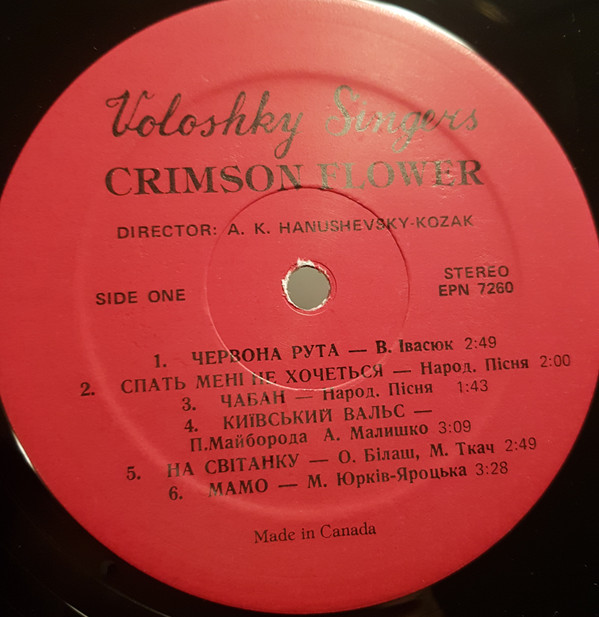 Voloshky Singers
CRIMSON FLOWER
DIRECTOR: A. K. HANUSHEVSKY-KOZAK
SIDE ONE
STEREO
EPN 7260
1. ЧЕРВОНА РУТА — В. Івасюк 2:49
2. СПАТЬ МЕНІ НЕ ХОЧЕТЬСЯ — Народ. Пісня 2:00
3. ЧАБАН — Народ. Пісня 1:43
4. КИЇВСЬКИЙ ВАЛЬС —
П.Майборода А. Малишко 3:09
5. НА СВІТАНКУ — О. Білаш, М. Ткач 2:49
6. МАМО — М. Юрків-Яроцька 3:28
Made in Canada